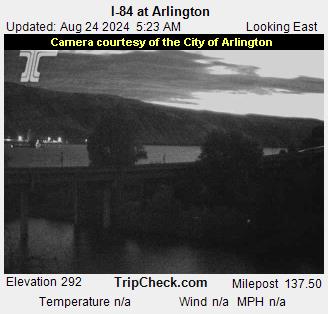 I-84 at Arlington
Updated: Aug 24 2024 5:23 AM Looking East
Camera courtesy of the City of Arlington
Elevation 292 TripCheck.com Milepost 137.50
Temperature n/a Wind n/a MPH n/a